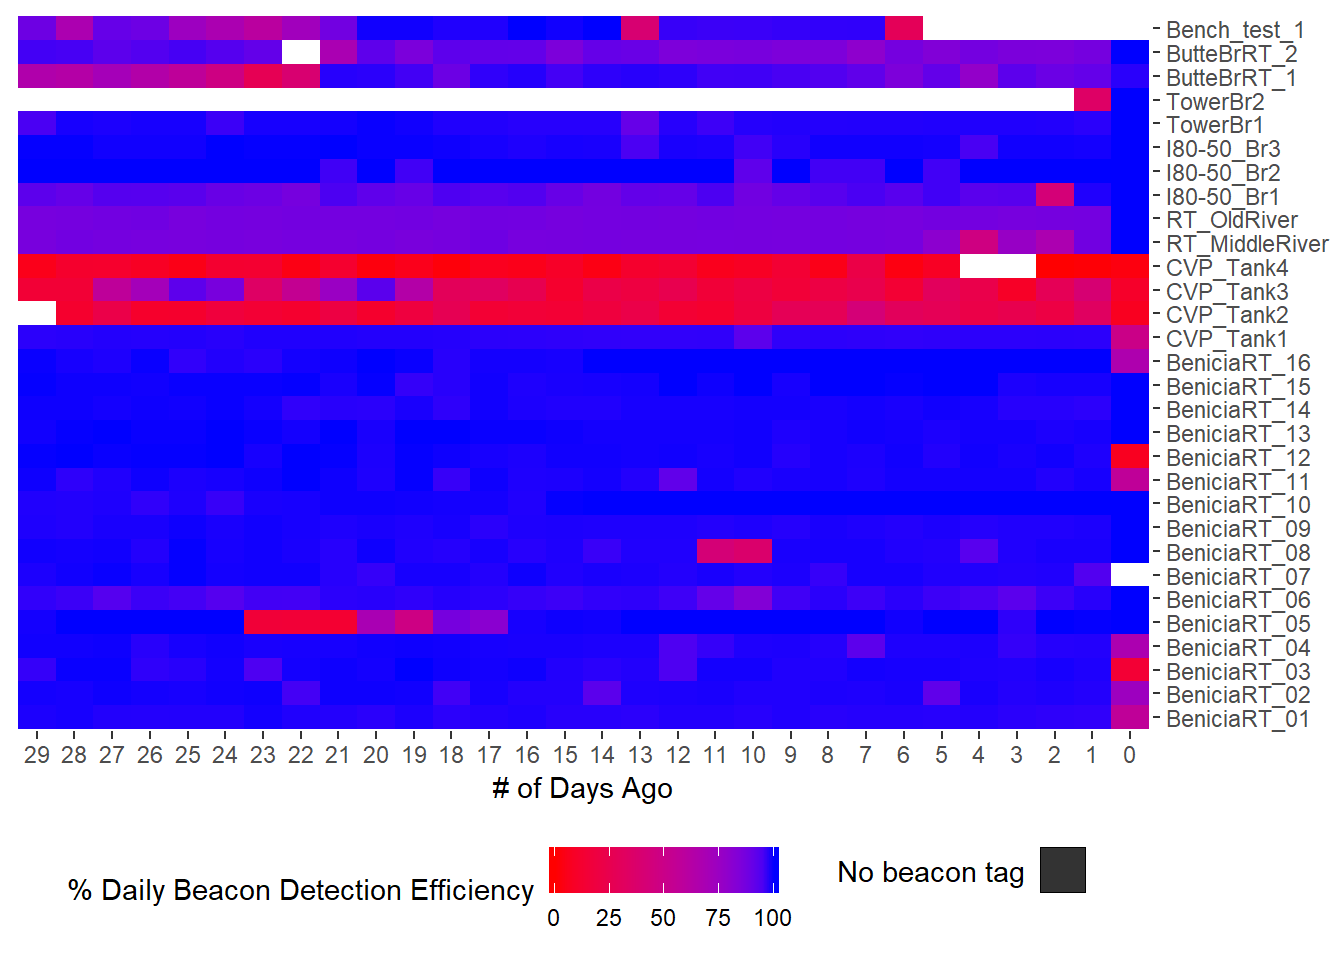 Bench_test_1
ButteBrRT_2
ButteBrRT_1
TowerBr2
TowerBr1
I80-50_Br3
I80-50_Br2
I80-50_Br1
RT_OldRiver
RT_MiddleRiver
CVP_Tank4
CVP_Tank3
CVP_Tank2
CVP_Tank1
BeniciaRT_16
BeniciaRT_15
BeniciaRT_14
BeniciaRT_13
BeniciaRT_12
BeniciaRT_11
BeniciaRT_10
BeniciaRT_09
BeniciaRT_08
BeniciaRT_07
BeniciaRT_06
BeniciaRT_05
BeniciaRT_04
BeniciaRT_03
BeniciaRT_02
BeniciaRT_01
29 28 27 26 25 24 23 22 21 20 19 18 17 16 15 14 13 12 11 10 9 8 7 6 5 4 3 2 1 0
# of Days Ago
% Daily Beacon Detection Efficiency
0 25 50 75 100
No beacon tag